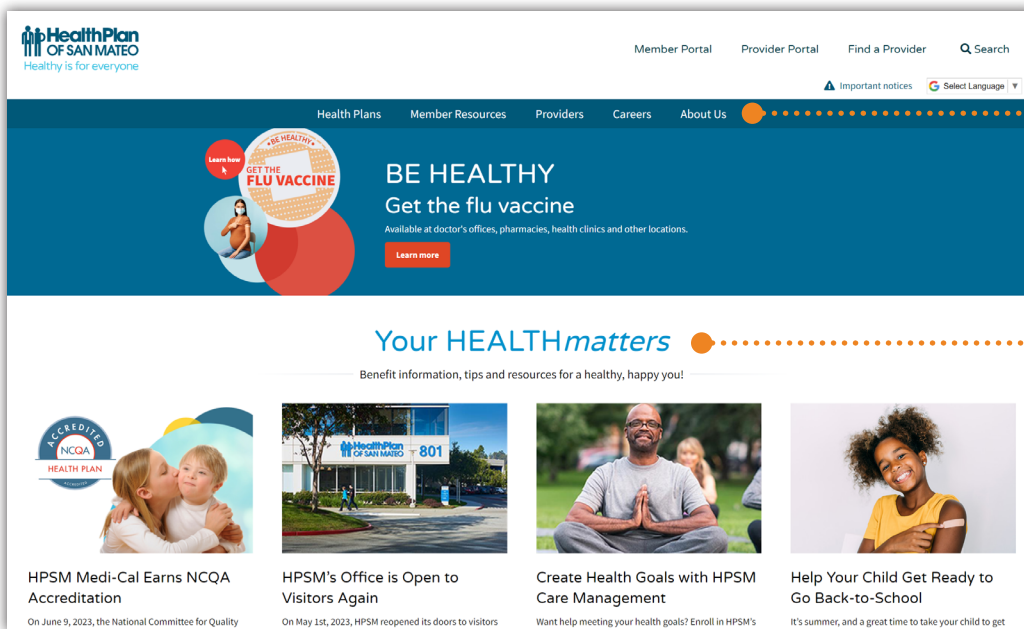 HealthPlan
OF SAN MATEO
Healthy is for everyone
Member Portal Provider Portal Find a Provider Search
Important notices G Select Language
Health Plans Member Resources Providers Careers About Us
BE HEALTHY
Learn how
GET THE
FLU VACCINE
BE HEALTHY
Get the flu vaccine
Available at doctor's offices, pharmacies, health clinics and other locations.
Learn more
Your HEALTHmatters
Benefit information, tips and resources for a healthy, happy you!
ACCREDITED
NCQA
HEALTH PLAN
HealthPlan
OF SAN MATEO 801
HPSM Medi-Cal Earns NCQA
Accreditation
On June 9, 2023, the National Committee for Quality
HPSM's Office is Open to
Visitors Again
On May 1st, 2023, HPSM reopened its doors to visitors
Create Health Goals with HPSM
Care Management
Want help meeting your health goals? Enroll in HPSM's
Help Your Child Get Ready to
Go Back-to-School
It's summer, and a great time to take your child to get